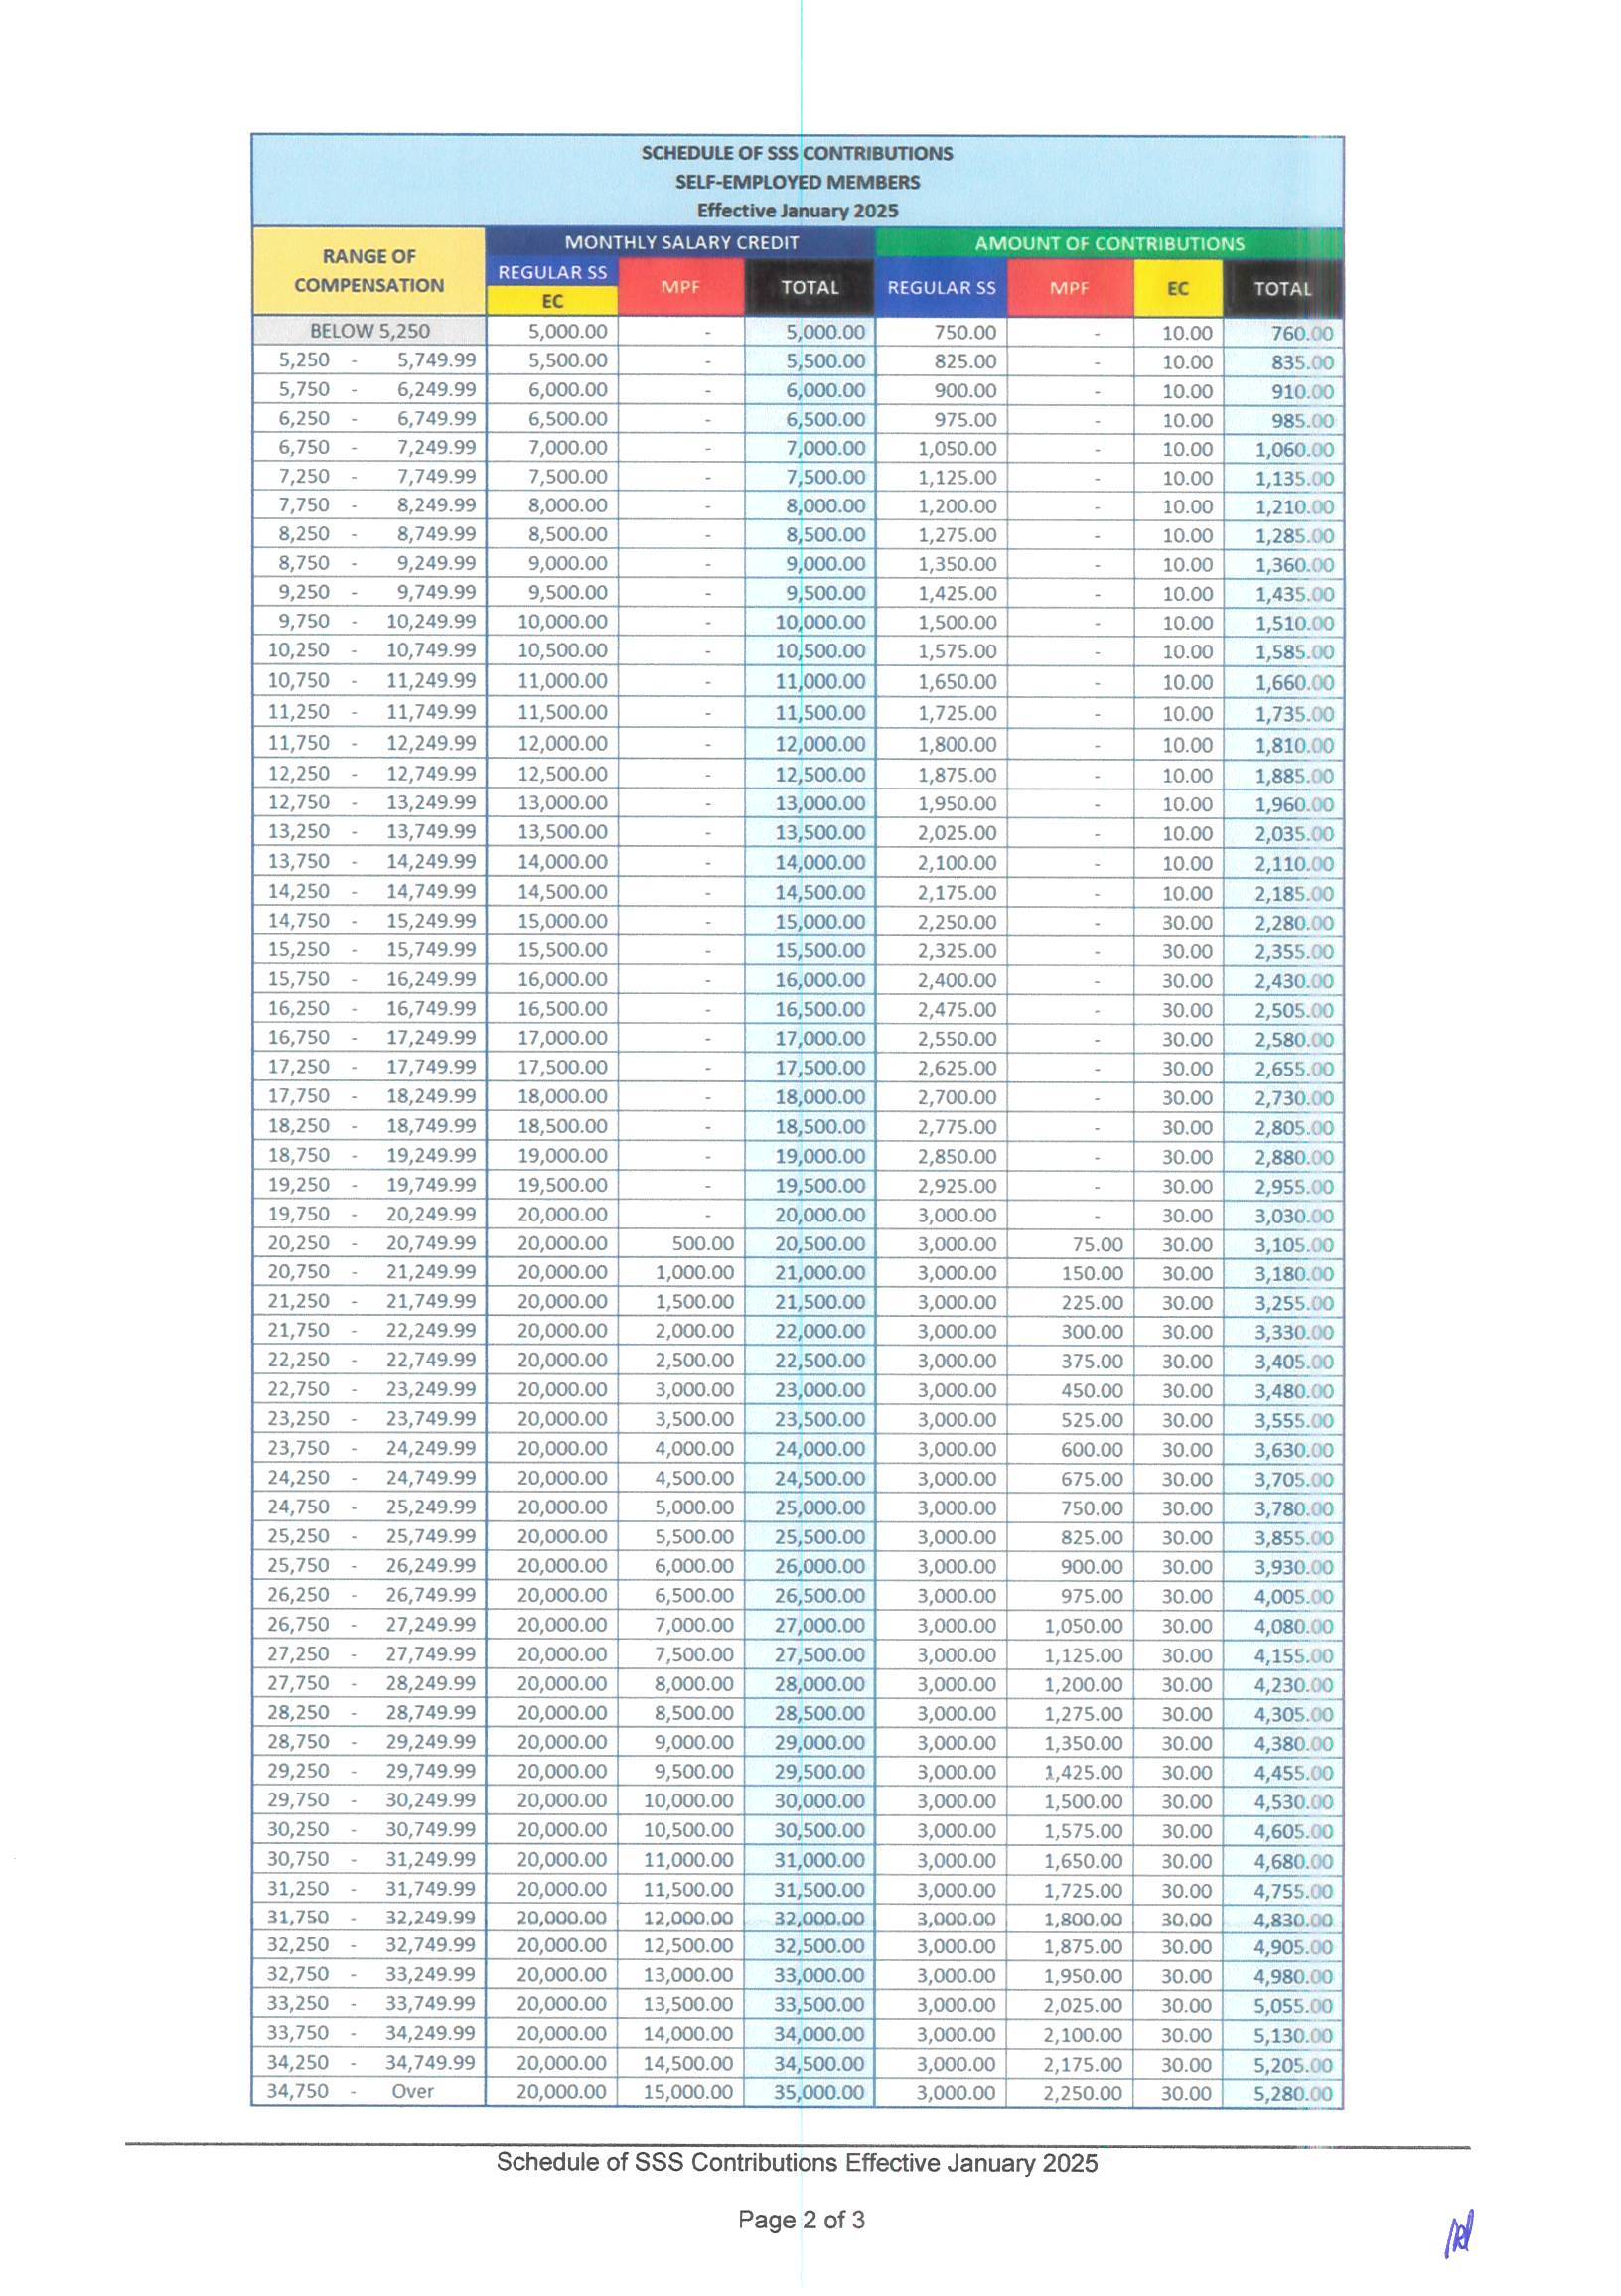 SCHEDULE OF SSS CONTRIBUTIONS
SELF-EMPLOYED MEMBERS
Effective January 2025
RANGE OF COMPENSATION MONTHLY SALARY CREDIT AMOUNT OF CONTRIBUTIONS
REGULAR SS EC MPF TOTAL REGULAR SS MPF EC TOTAL
BELOW 5,250 5,000.00 - 5,000.00 750.00 - 10.00 760.00
5,250 - 5,749.99 5,500.00 - 5,500.00 825.00 - 10.00 835.00
5,750 - 6,249.99 6,000.00 - 6,000.00 900.00 - 10.00 910.00
6,250 - 6,749.99 6,500.00 - 6,500.00 975.00 - 10.00 985.00
6,750 - 7,249.99 7,000.00 - 7,000.00 1,050.00 - 10.00 1,060.00
7,250 - 7,749.99 7,500.00 - 7,500.00 1,125.00 - 10.00 1,135.00
7,750 - 8,249.99 8,000.00 - 8,000.00 1,200.00 - 10.00 1,210.00
8,250 - 8,749.99 8,500.00 - 8,500.00 1,275.00 - 10.00 1,285.00
8,750 - 9,249.99 9,000.00 - 9,000.00 1,350.00 - 10.00 1,360.00
9,250 - 9,749.99 9,500.00 - 9,500.00 1,425.00 - 10.00 1,435.00
9,750 - 10,249.99 10,000.00 - 10,000.00 1,500.00 - 10.00 1,510.00
10,250 - 10,749.99 10,500.00 - 10,500.00 1,575.00 - 10.00 1,585.00
10,750 - 11,249.99 11,000.00 - 11,000.00 1,650.00 - 10.00 1,660.00
11,250 - 11,749.99 11,500.00 - 11,500.00 1,725.00 - 10.00 1,735.00
11,750 - 12,249.99 12,000.00 - 12,000.00 1,800.00 - 10.00 1,810.00
12,250 - 12,749.99 12,500.00 - 12,500.00 1,875.00 - 10.00 1,885.00
12,750 - 13,249.99 13,000.00 - 13,000.00 1,950.00 - 10.00 1,960.00
13,250 - 13,749.99 13,500.00 - 13,500.00 2,025.00 - 10.00 2,035.00
13,750 - 14,249.99 14,000.00 - 14,000.00 2,100.00 - 10.00 2,110.00
14,250 - 14,749.99 14,500.00 - 14,500.00 2,175.00 - 10.00 2,185.00
14,750 - 15,249.99 15,000.00 - 15,000.00 2,250.00 - 30.00 2,280.00
15,250 - 15,749.99 15,500.00 - 15,500.00 2,325.00 - 30.00 2,355.00
15,750 - 16,249.99 16,000.00 - 16,000.00 2,400.00 - 30.00 2,430.00
16,250 - 16,749.99 16,500.00 - 16,500.00 2,475.00 - 30.00 2,505.00
16,750 - 17,249.99 17,000.00 - 17,000.00 2,550.00 - 30.00 2,580.00
17,250 - 17,749.99 17,500.00 - 17,500.00 2,625.00 - 30.00 2,655.00
17,750 - 18,249.99 18,000.00 - 18,000.00 2,700.00 - 30.00 2,730.00
18,250 - 18,749.99 18,500.00 - 18,500.00 2,775.00 - 30.00 2,805.00
18,750 - 19,249.99 19,000.00 - 19,000.00 2,850.00 - 30.00 2,880.00
19,250 - 19,749.99 19,500.00 - 19,500.00 2,925.00 - 30.00 2,955.00
19,750 - 20,249.99 20,000.00 - 20,000.00 3,000.00 - 30.00 3,030.00
20,250 - 20,749.99 20,000.00 500.00 20,500.00 3,000.00 75.00 30.00 3,105.00
20,750 - 21,249.99 20,000.00 1,000.00 21,000.00 3,000.00 150.00 30.00 3,180.00
21,250 - 21,749.99 20,000.00 1,500.00 21,500.00 3,000.00 225.00 30.00 3,255.00
21,750 - 22,249.99 20,000.00 2,000.00 22,000.00 3,000.00 300.00 30.00 3,330.00
22,250 - 22,749.99 20,000.00 2,500.00 22,500.00 3,000.00 375.00 30.00 3,405.00
22,750 - 23,249.99 20,000.00 3,000.00 23,000.00 3,000.00 450.00 30.00 3,480.00
23,250 - 23,749.99 20,000.00 3,500.00 23,500.00 3,000.00 525.00 30.00 3,555.00
23,750 - 24,249.99 20,000.00 4,000.00 24,000.00 3,000.00 600.00 30.00 3,630.00
24,250 - 24,749.99 20,000.00 4,500.00 24,500.00 3,000.00 675.00 30.00 3,705.00
24,750 - 25,249.99 20,000.00 5,000.00 25,000.00 3,000.00 750.00 30.00 3,780.00
25,250 - 25,749.99 20,000.00 5,500.00 25,500.00 3,000.00 825.00 30.00 3,855.00
25,750 - 26,249.99 20,000.00 6,000.00 26,000.00 3,000.00 900.00 30.00 3,930.00
26,250 - 26,749.99 20,000.00 6,500.00 26,500.00 3,000.00 975.00 30.00 4,005.00
26,750 - 27,249.99 20,000.00 7,000.00 27,000.00 3,000.00 1,050.00 30.00 4,080.00
27,250 - 27,749.99 20,000.00 7,500.00 27,500.00 3,000.00 1,125.00 30.00 4,155.00
27,750 - 28,249.99 20,000.00 8,000.00 28,000.00 3,000.00 1,200.00 30.00 4,230.00
28,250 - 28,749.99 20,000.00 8,500.00 28,500.00 3,000.00 1,275.00 30.00 4,305.00
28,750 - 29,249.99 20,000.00 9,000.00 29,000.00 3,000.00 1,350.00 30.00 4,380.00
29,250 - 29,749.99 20,000.00 9,500.00 29,500.00 3,000.00 1,425.00 30.00 4,455.00
29,750 - 30,249.99 20,000.00 10,000.00 30,000.00 3,000.00 1,500.00 30.00 4,530.00
30,250 - 30,749.99 20,000.00 10,500.00 30,500.00 3,000.00 1,575.00 30.00 4,605.00
30,750 - 31,249.99 20,000.00 11,000.00 31,000.00 3,000.00 1,650.00 30.00 4,680.00
31,250 - 31,749.99 20,000.00 11,500.00 31,500.00 3,000.00 1,725.00 30.00 4,755.00
31,750 - 32,249.99 20,000.00 12,000.00 32,000.00 3,000.00 1,800.00 30.00 4,830.00
32,250 - 32,749.99 20,000.00 12,500.00 32,500.00 3,000.00 1,875.00 30.00 4,905.00
32,750 - 33,249.99 20,000.00 13,000.00 33,000.00 3,000.00 1,950.00 30.00 4,980.00
33,250 - 33,749.99 20,000.00 13,500.00 33,500.00 3,000.00 2,025.00 30.00 5,055.00
33,750 - 34,249.99 20,000.00 14,000.00 34,000.00 3,000.00 2,100.00 30.00 5,130.00
34,250 - 34,749.99 20,000.00 14,500.00 34,500.00 3,000.00 2,175.00 30.00 5,205.00
34,750 - Over 20,000.00 15,000.00 35,000.00 3,000.00 2,250.00 30.00 5,280.00
Schedule of SSS Contributions Effective January 2025
Page 2 of 3